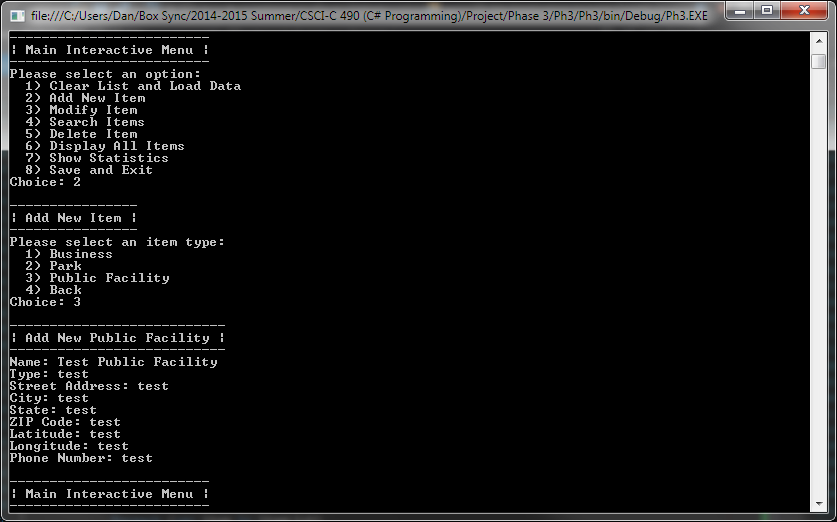 file:///C:/Users/Dan/Box Sync/2014-2015 Summer/CSCI-C 490 (C# Programming)/Project/Phase 3/Ph3/Ph3/bin/Debug/Ph3.EXE
-------------------------
| Main Interactive Menu |
-------------------------
Please select an option:
  1) Clear List and Load Data
  2) Add New Item
  3) Modify Item
  4) Search Items
  5) Delete Item
  6) Display All Items
  7) Show Statistics
  8) Save and Exit
Choice: 2

----------------
| Add New Item |
----------------
Please select an item type:
  1) Business
  2) Park
  3) Public Facility
  4) Back
Choice: 3

---------------------------
| Add New Public Facility |
---------------------------
Name: Test Public Facility
Type: test
Street Address: test
City: test
State: test
ZIP Code: test
Latitude: test
Longitude: test
Phone Number: test

-------------------------
| Main Interactive Menu |
-------------------------